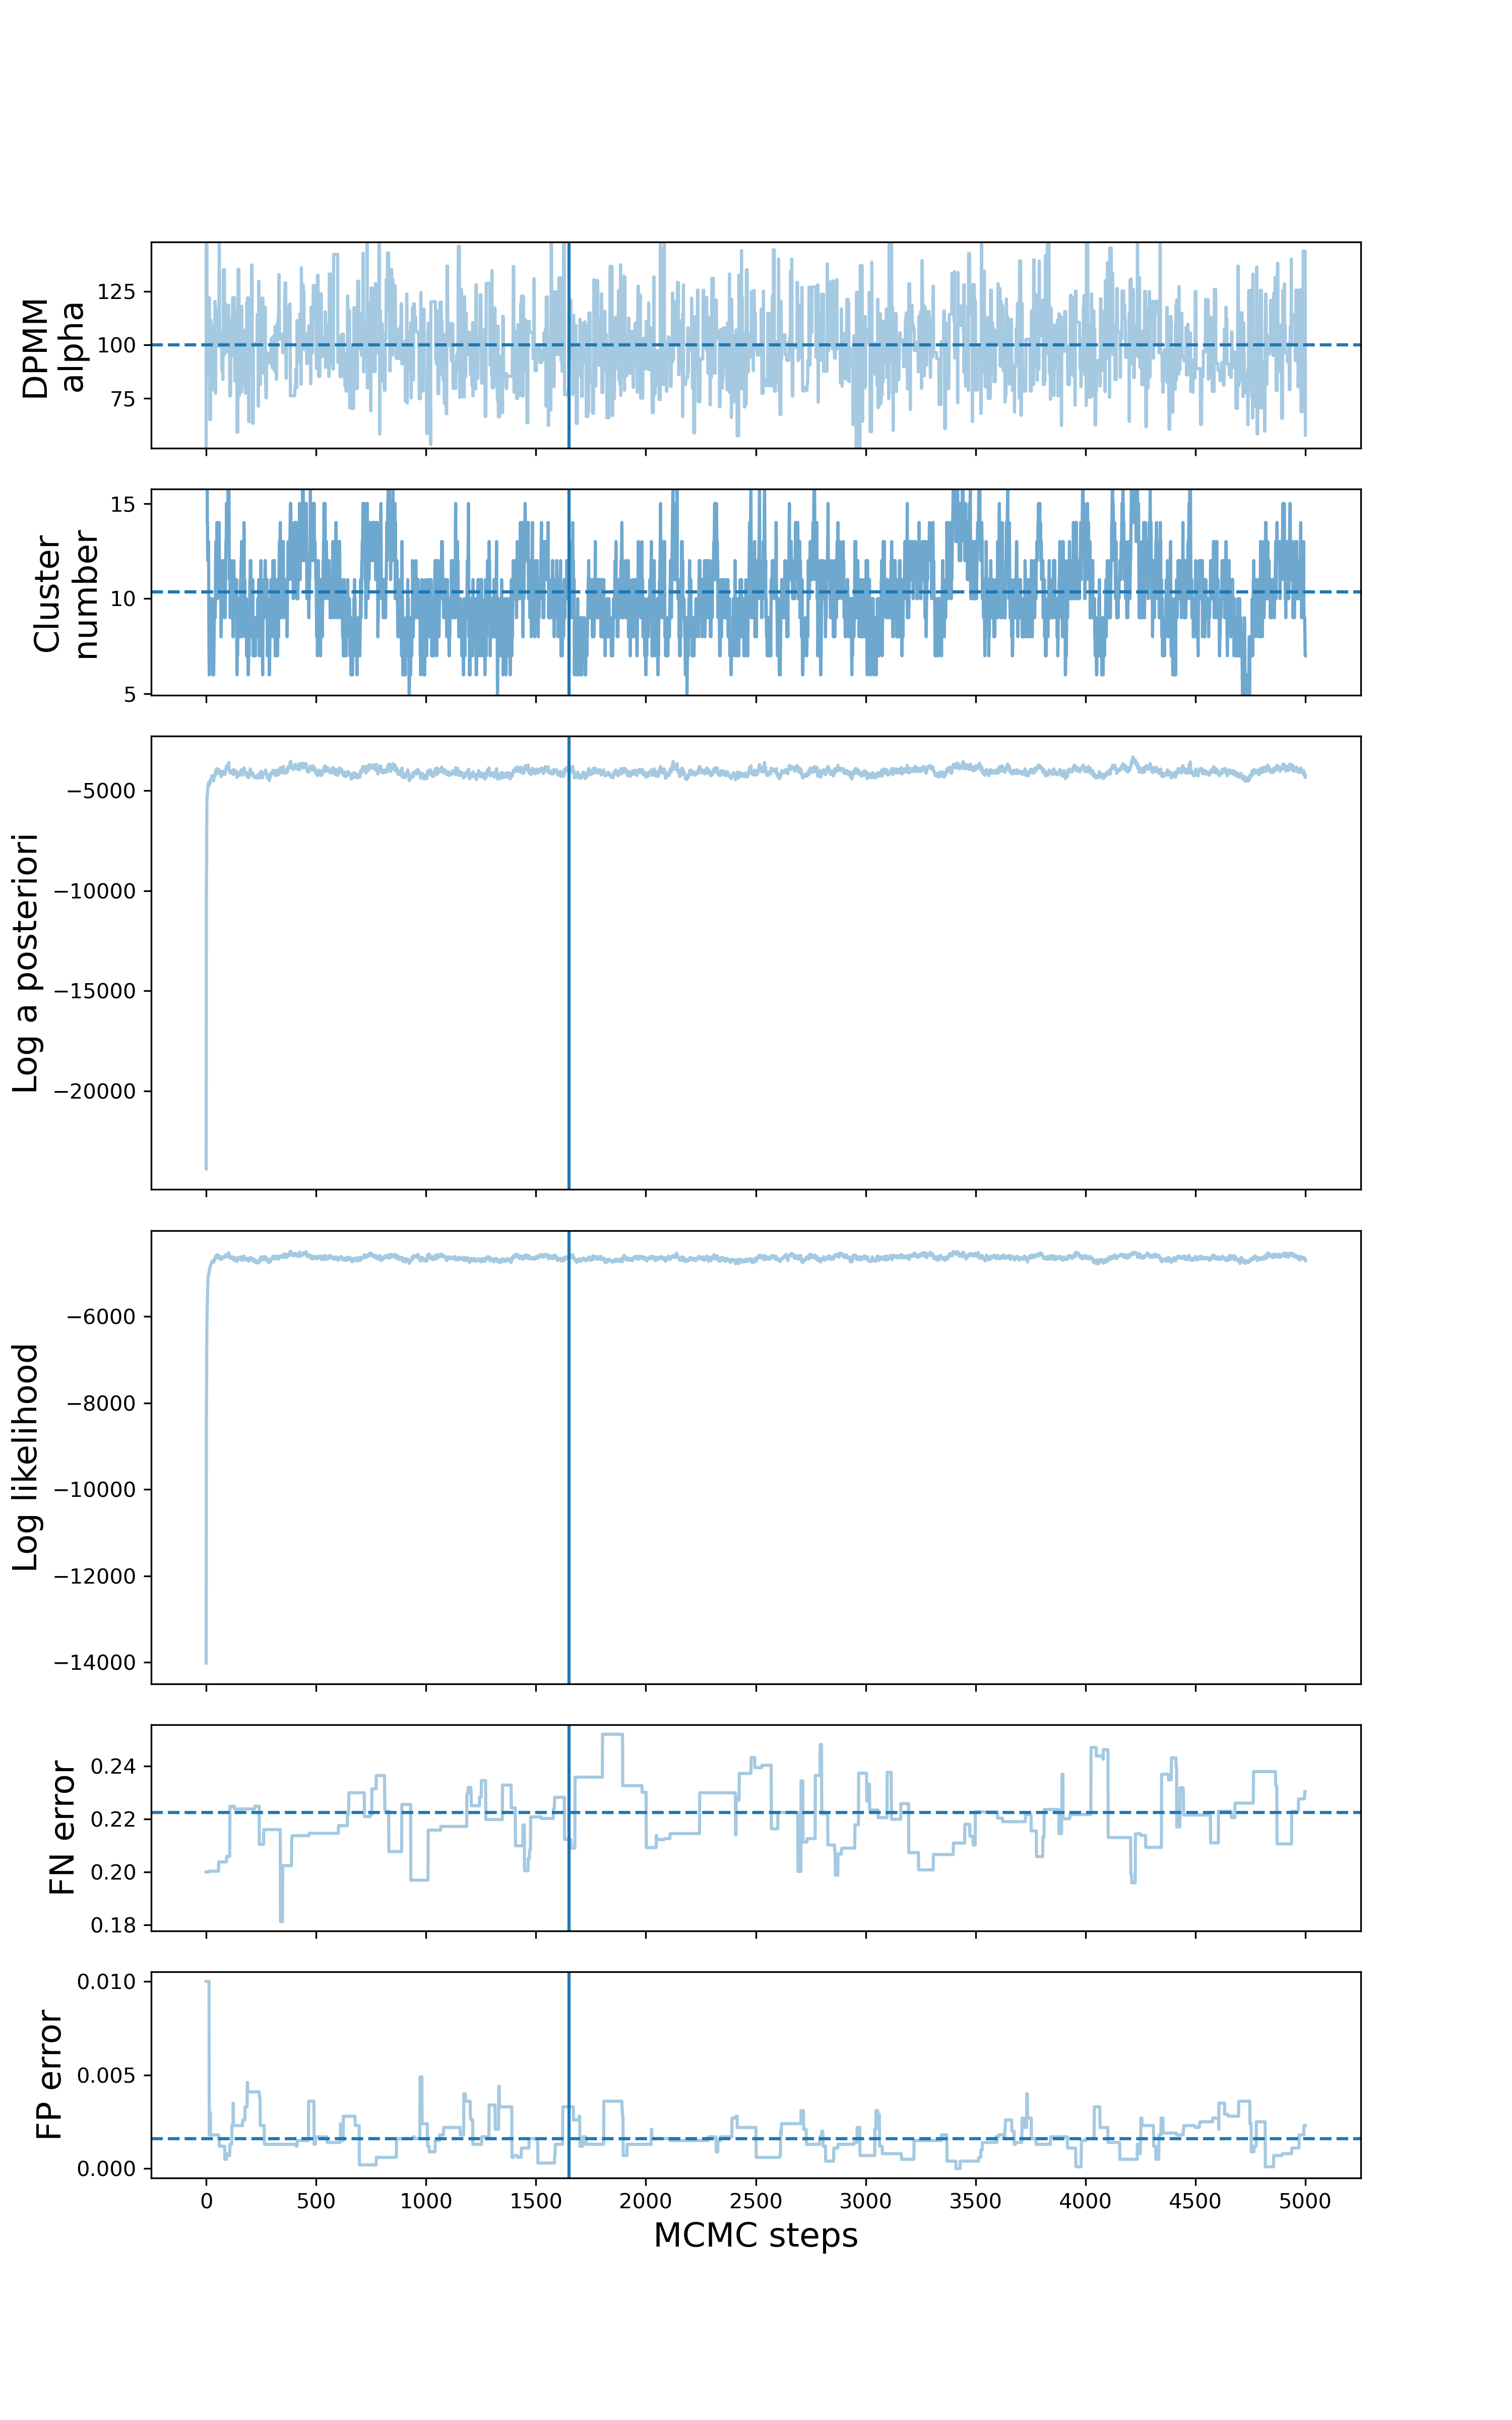 DPMM
alpha
125
100
75
Cluster
number
15
10
5
Log a posteriori
−5000
−10000
−15000
−20000
Log likelihood
−6000
−8000
−10000
−12000
−14000
FN error
0.24
0.22
0.20
0.18
FP error
0.010
0.005
0.000
0 500 1000 1500 2000 2500 3000 3500 4000 4500 5000
MCMC steps